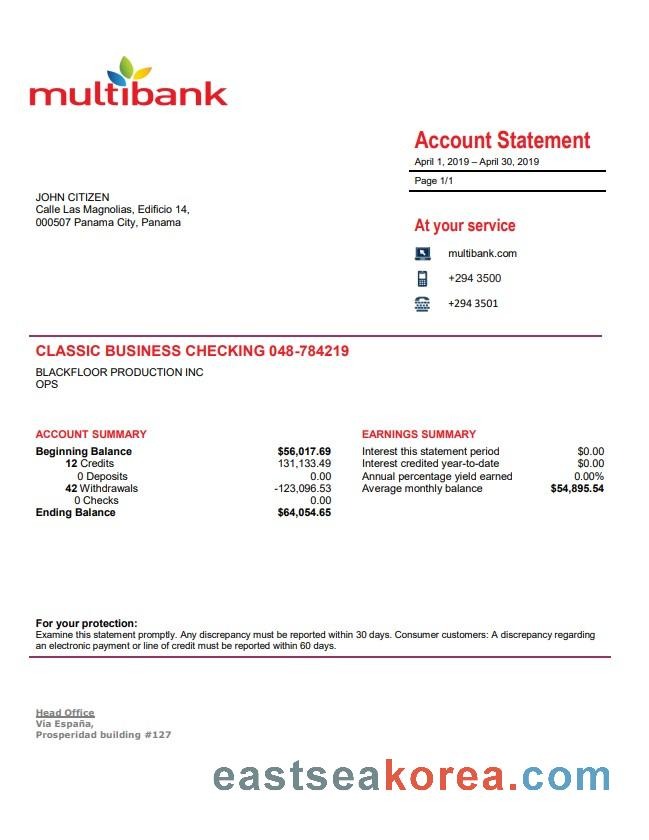 multibank
Account Statement
April 1, 2019 – April 30, 2019
Page 1/1
JOHN CITIZEN
Calle Las Magnolias, Edificio 14,
000507 Panama City, Panama
At your service
multibank.com
+294 3500
+294 3501
CLASSIC BUSINESS CHECKING 048-784219
BLACKFLOOR PRODUCTION INC
OPS
ACCOUNT SUMMARY
Beginning Balance $56,017.69
12 Credits 131,133.49
0 Deposits 0.00
42 Withdrawals -123,096.53
0 Checks 0.00
Ending Balance $64,054.65
EARNINGS SUMMARY
Interest this statement period $0.00
Interest credited year-to-date $0.00
Annual percentage yield earned 0.00%
Average monthly balance $54,895.54
For your protection:
Examine this statement promptly. Any discrepancy must be reported within 30 days. Consumer customers: A discrepancy regarding
an electronic payment or line of credit must be reported within 60 days.
Head Office
Via España,
Prosperidad building #127
eastseakorea.com